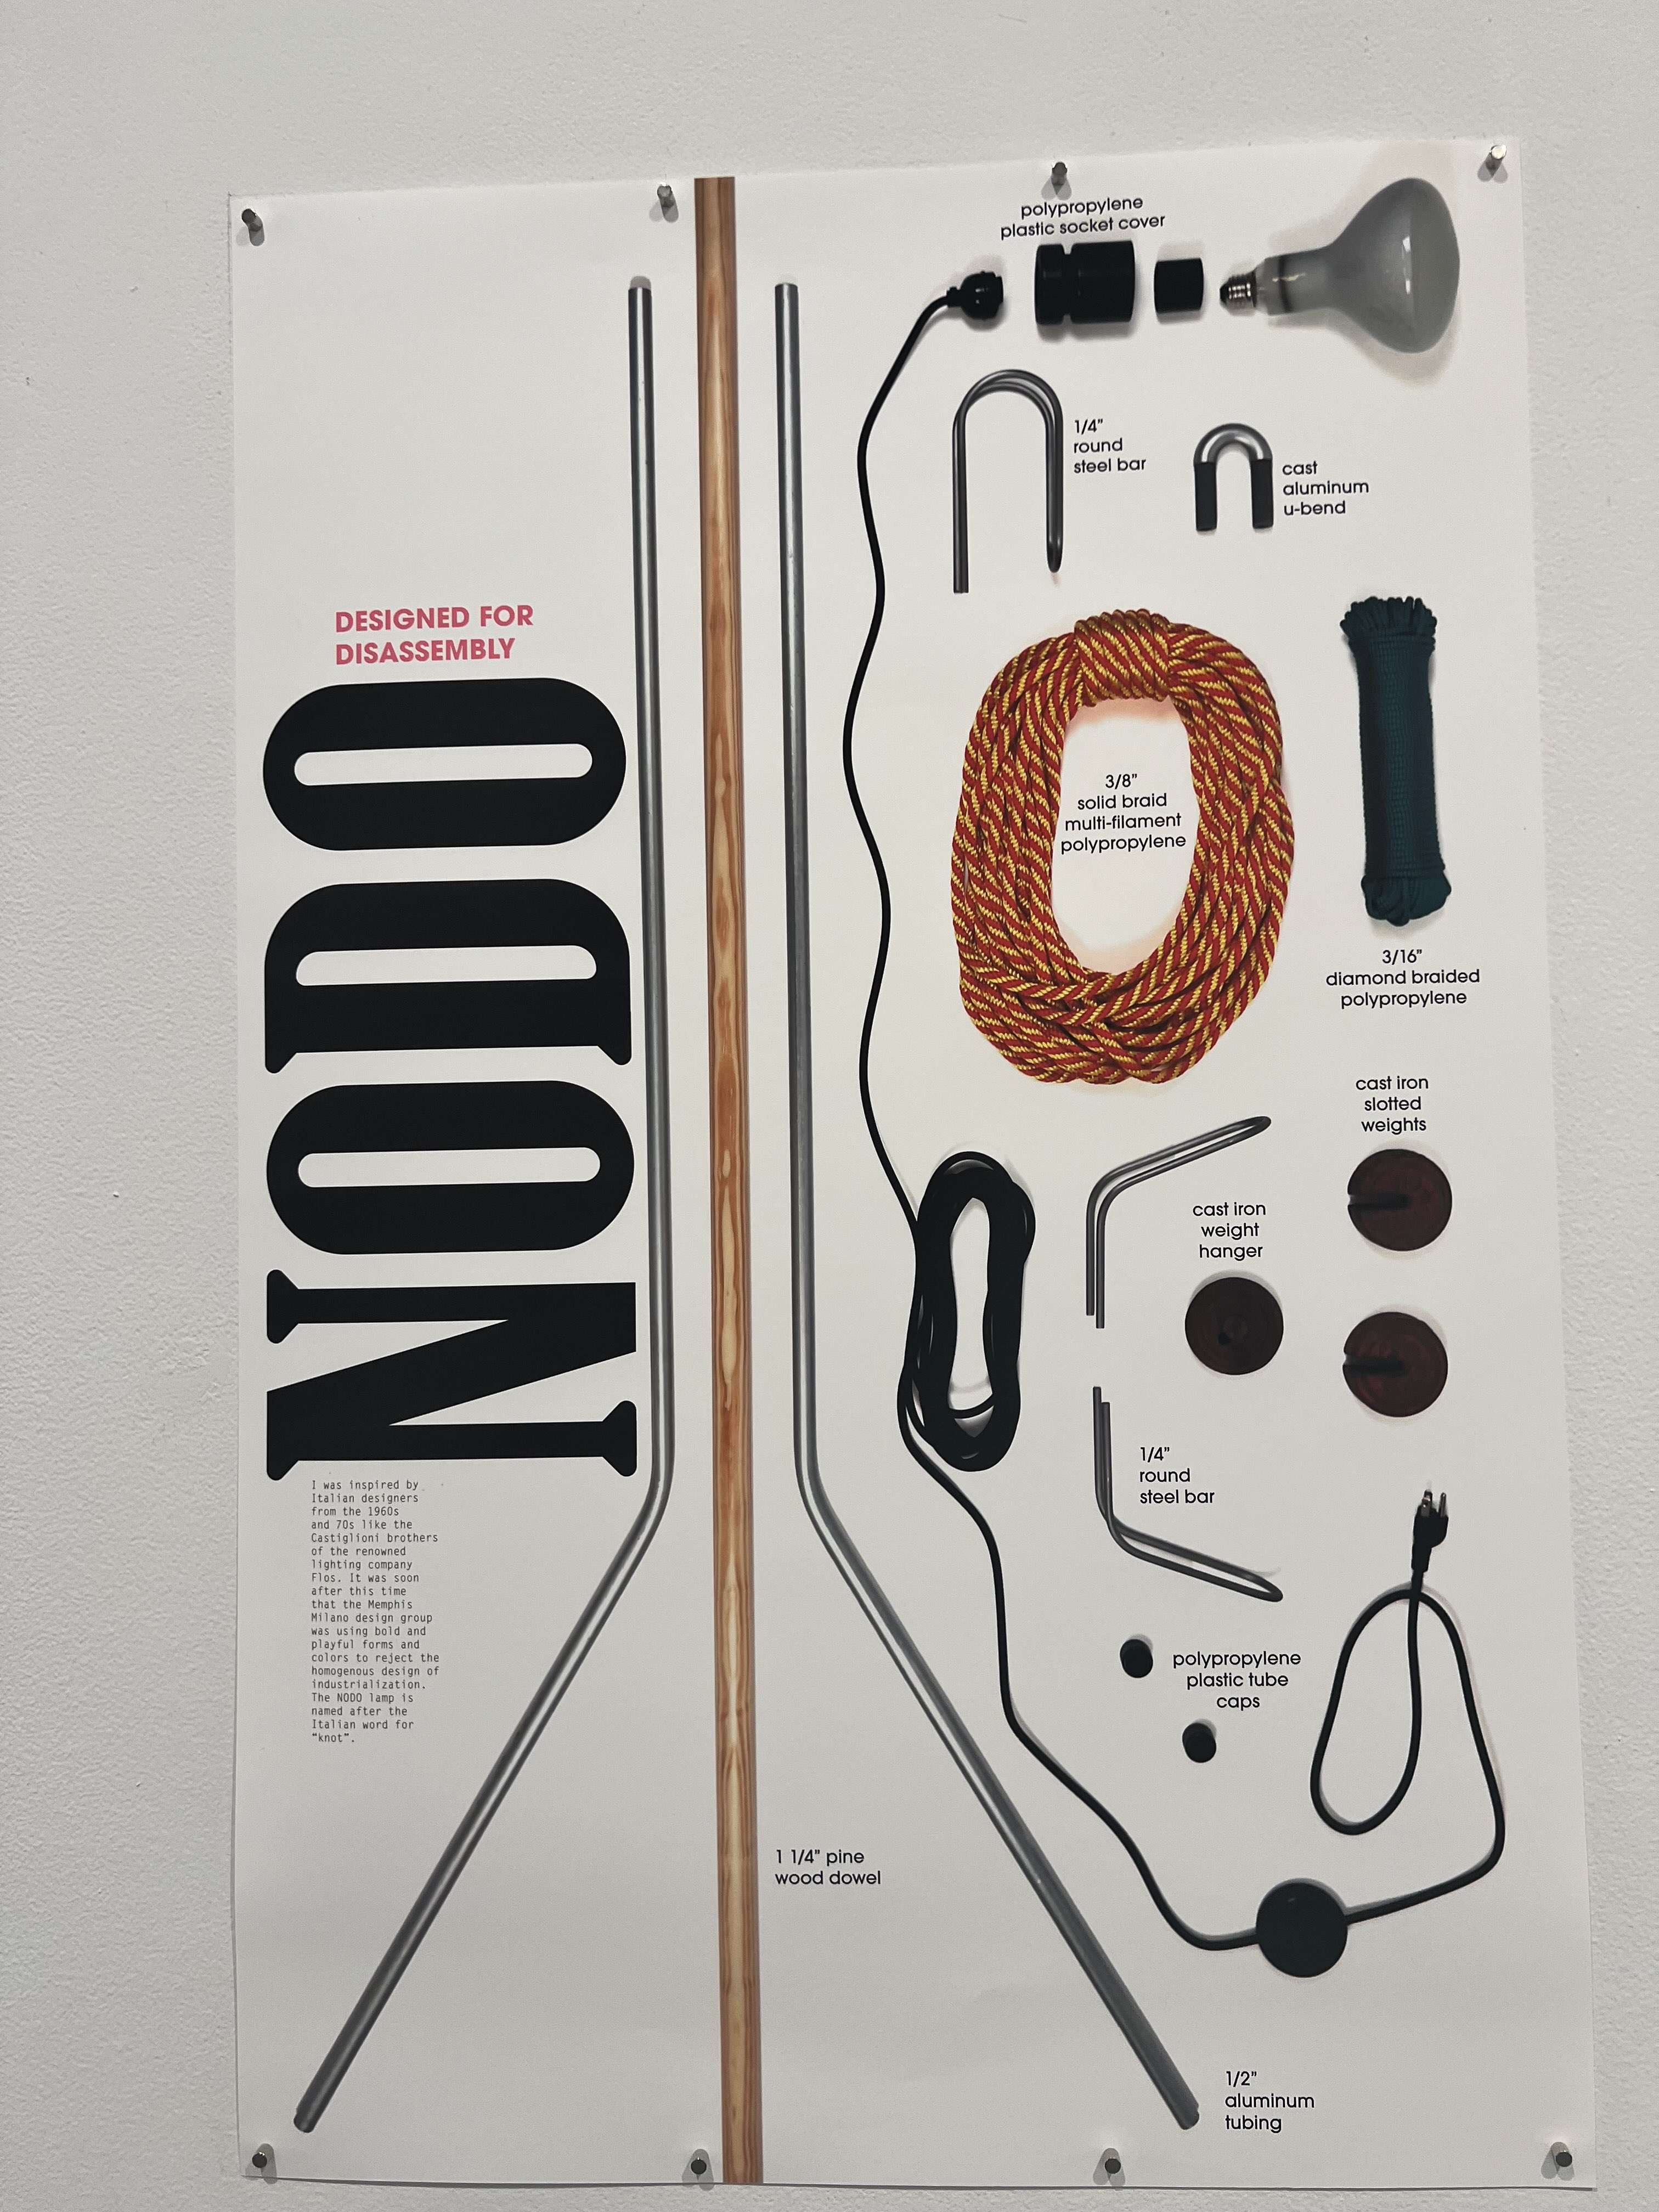 DESIGNED FOR
DISASSEMBLY
NODO
I was inspired by
Italian designers
from the 1960s
and 70s like the
Castiglioni brothers
of the renowned
lighting company
Flos. It was soon
after this time
that the Memphis
Milano design group
was using bold and
playful forms and
colors to reject the
homogenous design of
industrialization.
The NODO lamp is
named after the
Italian word for
“knot”.
polypropylene
plastic socket cover
1/4”
round
steel bar
cast
aluminum
u-bend
3/8”
solid braid
multi-filament
polypropylene
3/16”
diamond braided
polypropylene
cast iron
slotted
weights
cast iron
weight
hanger
1/4”
round
steel bar
polypropylene
plastic tube
caps
1 1/4” pine
wood dowel
1/2”
aluminum
tubing